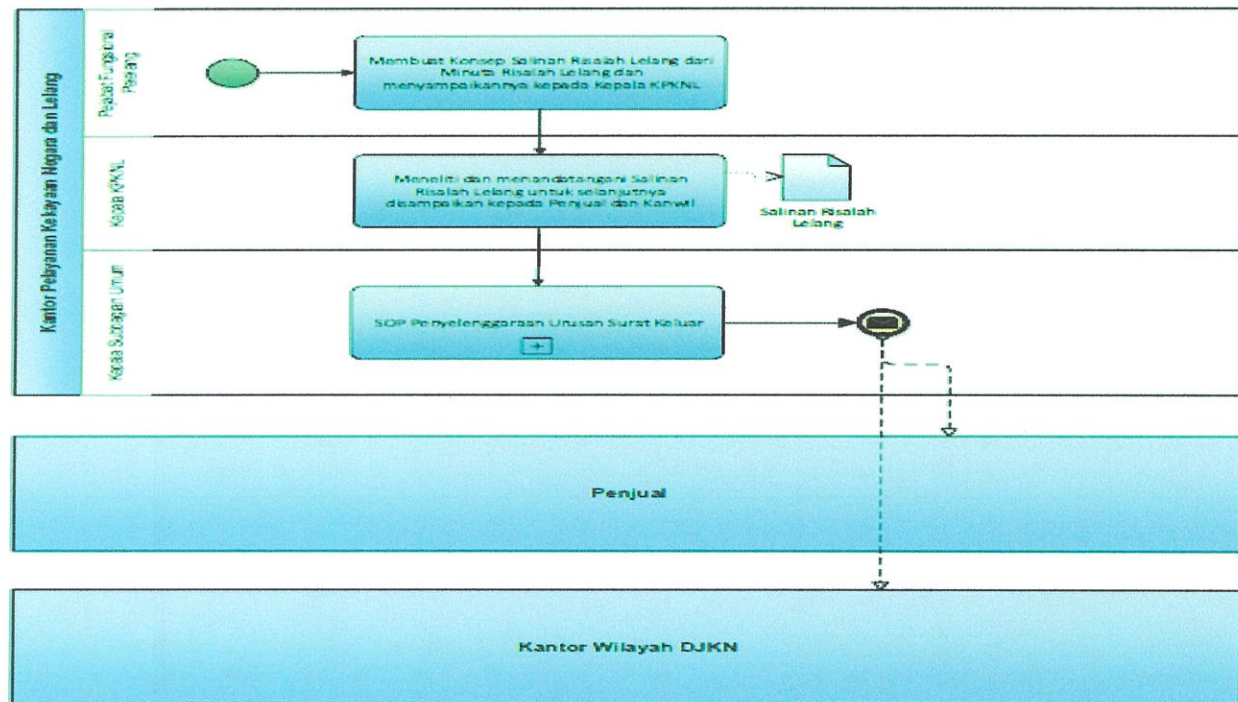 Kantor Pelayanan Kekayaan Negara dan Lelang
Pejabat Fungsional
Pelelang
Membuat Konsep Salinan Risalah Lelang dari
Minuta Risalah Lelang dan
menyampaikannya kepada Kepala KPKNL
Kepala KPKNL
Meneliti dan menandatangani Salinan
Risalah Lelang untuk selanjutnya
disampaikan kepada Penjual dan Kanwil
Salinan Risalah
Lelang
Kepala Subbagian Umum
SOP Penyelenggaraan Urusan Surat Keluar
Penjual
Kantor Wilayah DJKN